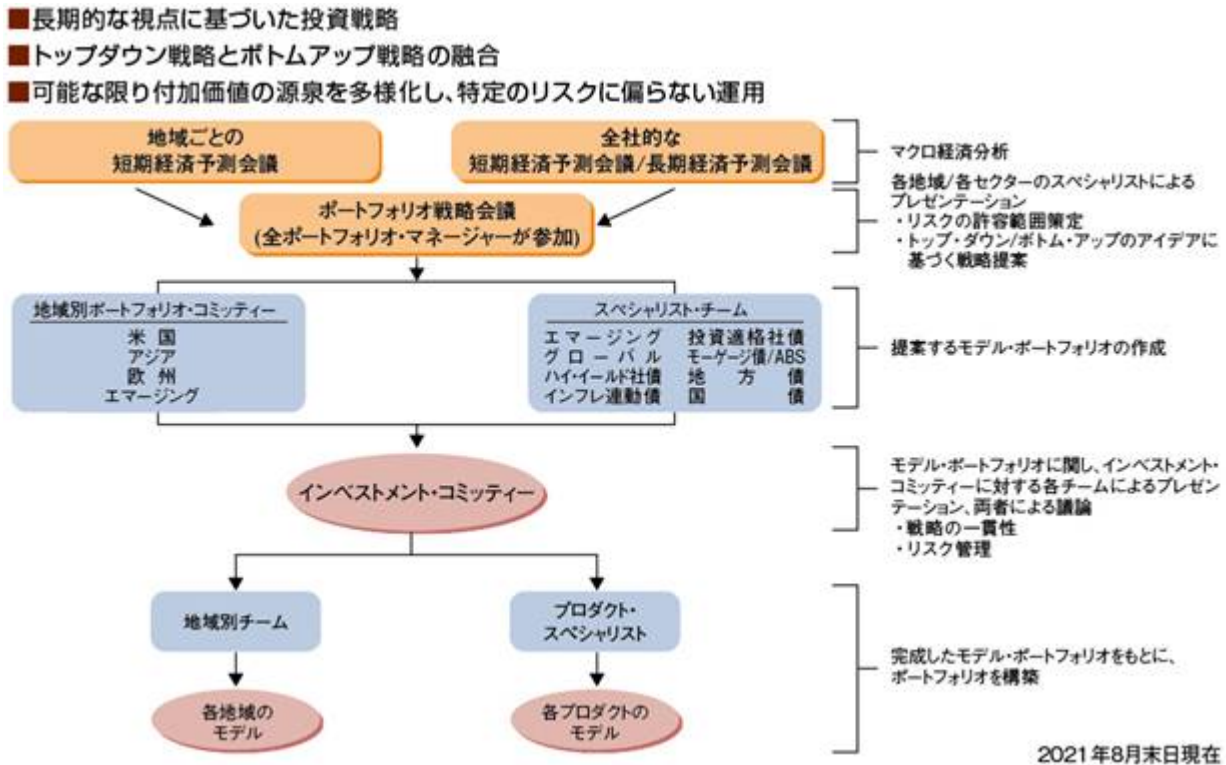 ■長期的な視点に基づいた投資戦略
■トップダウン戦略とボトムアップ戦略の融合
■可能な限り付加価値の源泉を多様化し、特定のリスクに偏らない運用
地域ごとの
短期経済予測会議
全社的な
短期経済予測会議/長期経済予測会議
マクロ経済分析
ポートフォリオ戦略会議
(全ポートフォリオ・マネージャーが参加)
各地域/各セクターのスペシャリストによる
プレゼンテーション
・リスクの許容範囲策定
・トップ・ダウン/ボトム・アップのアイデアに
基づく戦略提案
地域別ポートフォリオ・コミッティー
米 国
アジア
欧 州
エマージング
スペシャリスト・チーム
エマージング 投資適格社債
グローバル モーゲージ債/ABS
ハイ・イールド社債 地 方 債
インフレ連動債 国 債
提案するモデル・ポートフォリオの作成
インベストメント・コミッティー
モデル・ポートフォリオに関し、インベストメント・
コミッティーに対する各チームによるプレゼン
テーション、両者による議論
・戦略の一貫性
・リスク管理
地域別チーム
プロダクト・
スペシャリスト
各地域の
モデル
各プロダクトの
モデル
完成したモデル・ポートフォリオをもとに、
ポートフォリオを構築
2021年8月末日現在